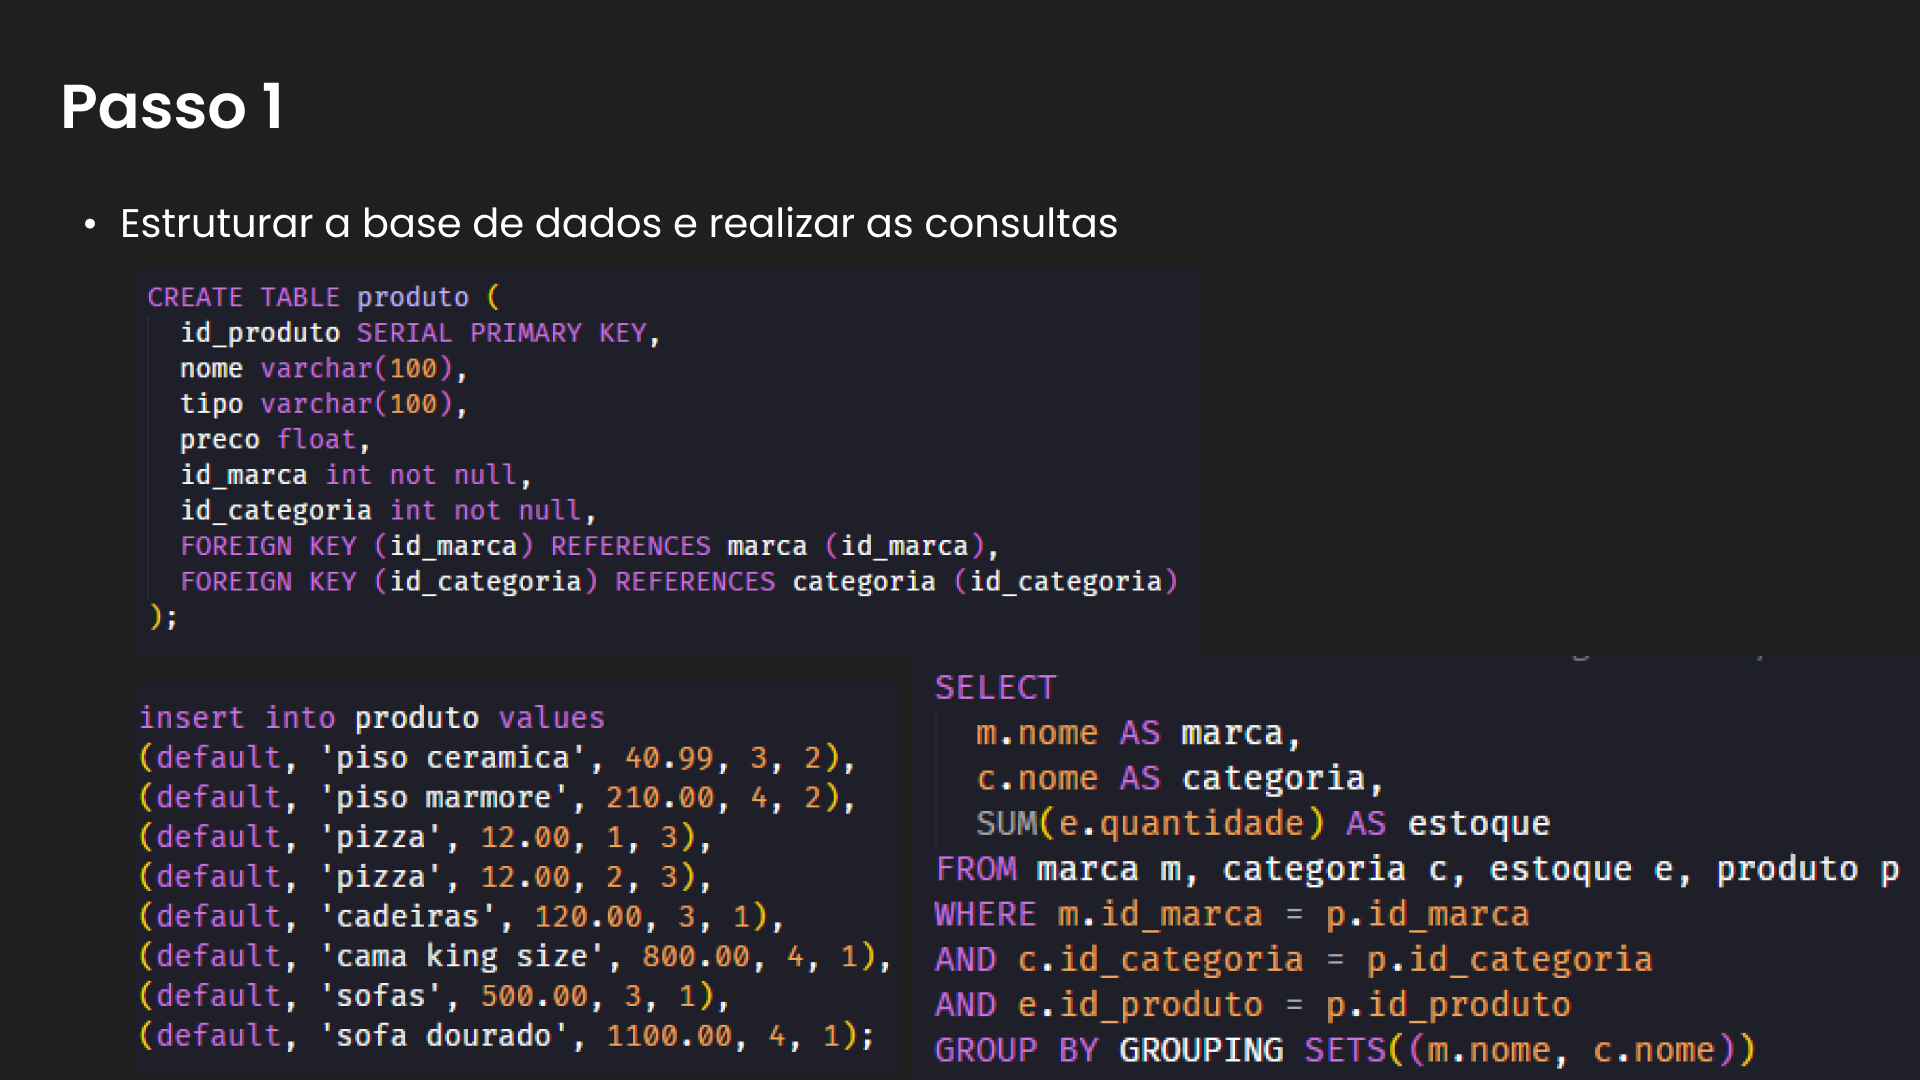 Passo 1
• Estruturar a base de dados e realizar as consultas
CREATE TABLE produto (
id_produto SERIAL PRIMARY KEY,
nome varchar(100),
tipo varchar(100),
preco float,
id_marca int not null,
id_categoria int not null,
FOREIGN KEY (id_marca) REFERENCES marca (id_marca),
FOREIGN KEY (id_categoria) REFERENCES categoria (id_categoria)
);
insert into produto values
(default, 'piso ceramica', 40.99, 3, 2),
(default, 'piso marmore', 210.00, 4, 2),
(default, 'pizza', 12.00, 1, 3),
(default, 'pizza', 12.00, 2, 3),
(default, 'cadeiras', 120.00, 3, 1),
(default, 'cama king size', 800.00, 4, 1),
(default, 'sofas', 500.00, 3, 1),
(default, 'sofa dourado', 1100.00, 4, 1);
SELECT
m.nome AS marca,
c.nome AS categoria,
SUM(e.quantidade) AS estoque
FROM marca m, categoria c, estoque e, produto p
WHERE m.id_marca = p.id_marca
AND c.id_categoria = p.id_categoria
AND e.id_produto = p.id_produto
GROUP BY GROUPING SETS((m.nome, c.nome))